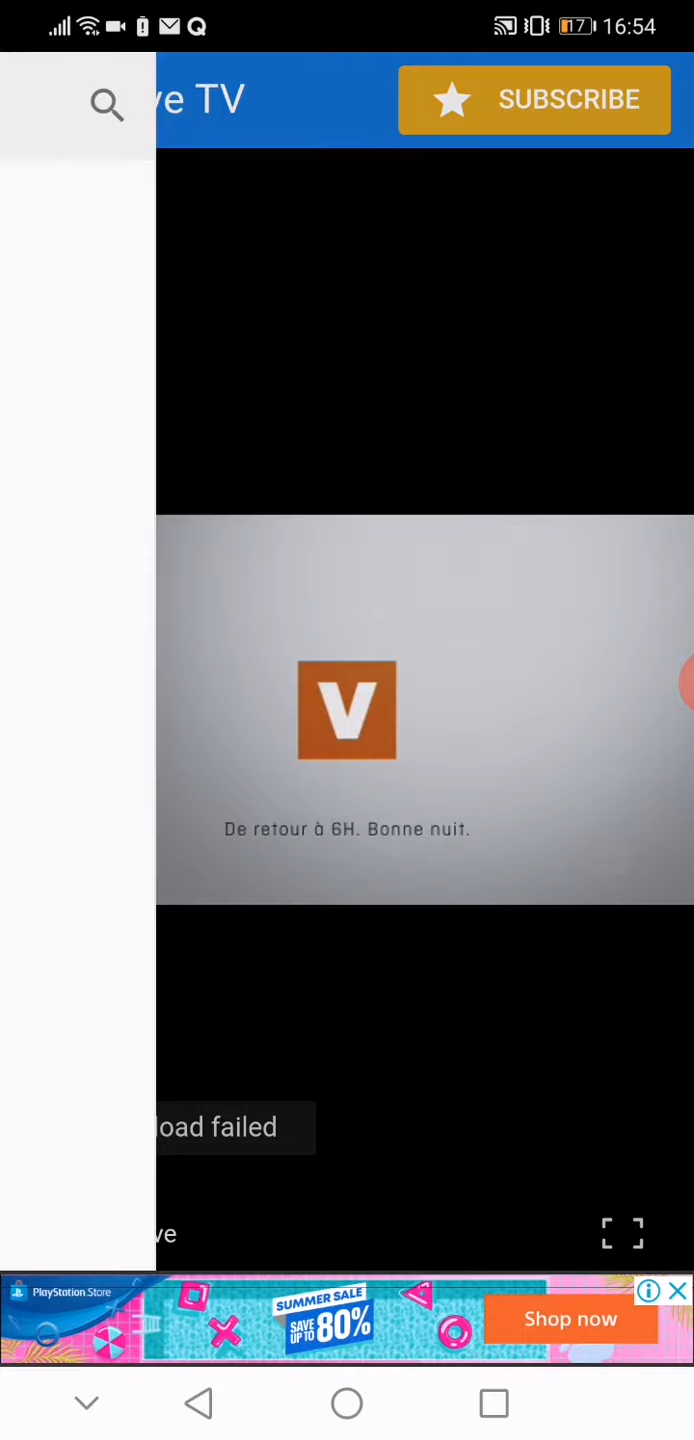 17 16:54
ve TV
SUBSCRIBE
V
De retour à 6H. Bonne nuit.
load failed
ve
PlayStation Store
SUMMER SALE
SAVE UP TO 80%
Shop now